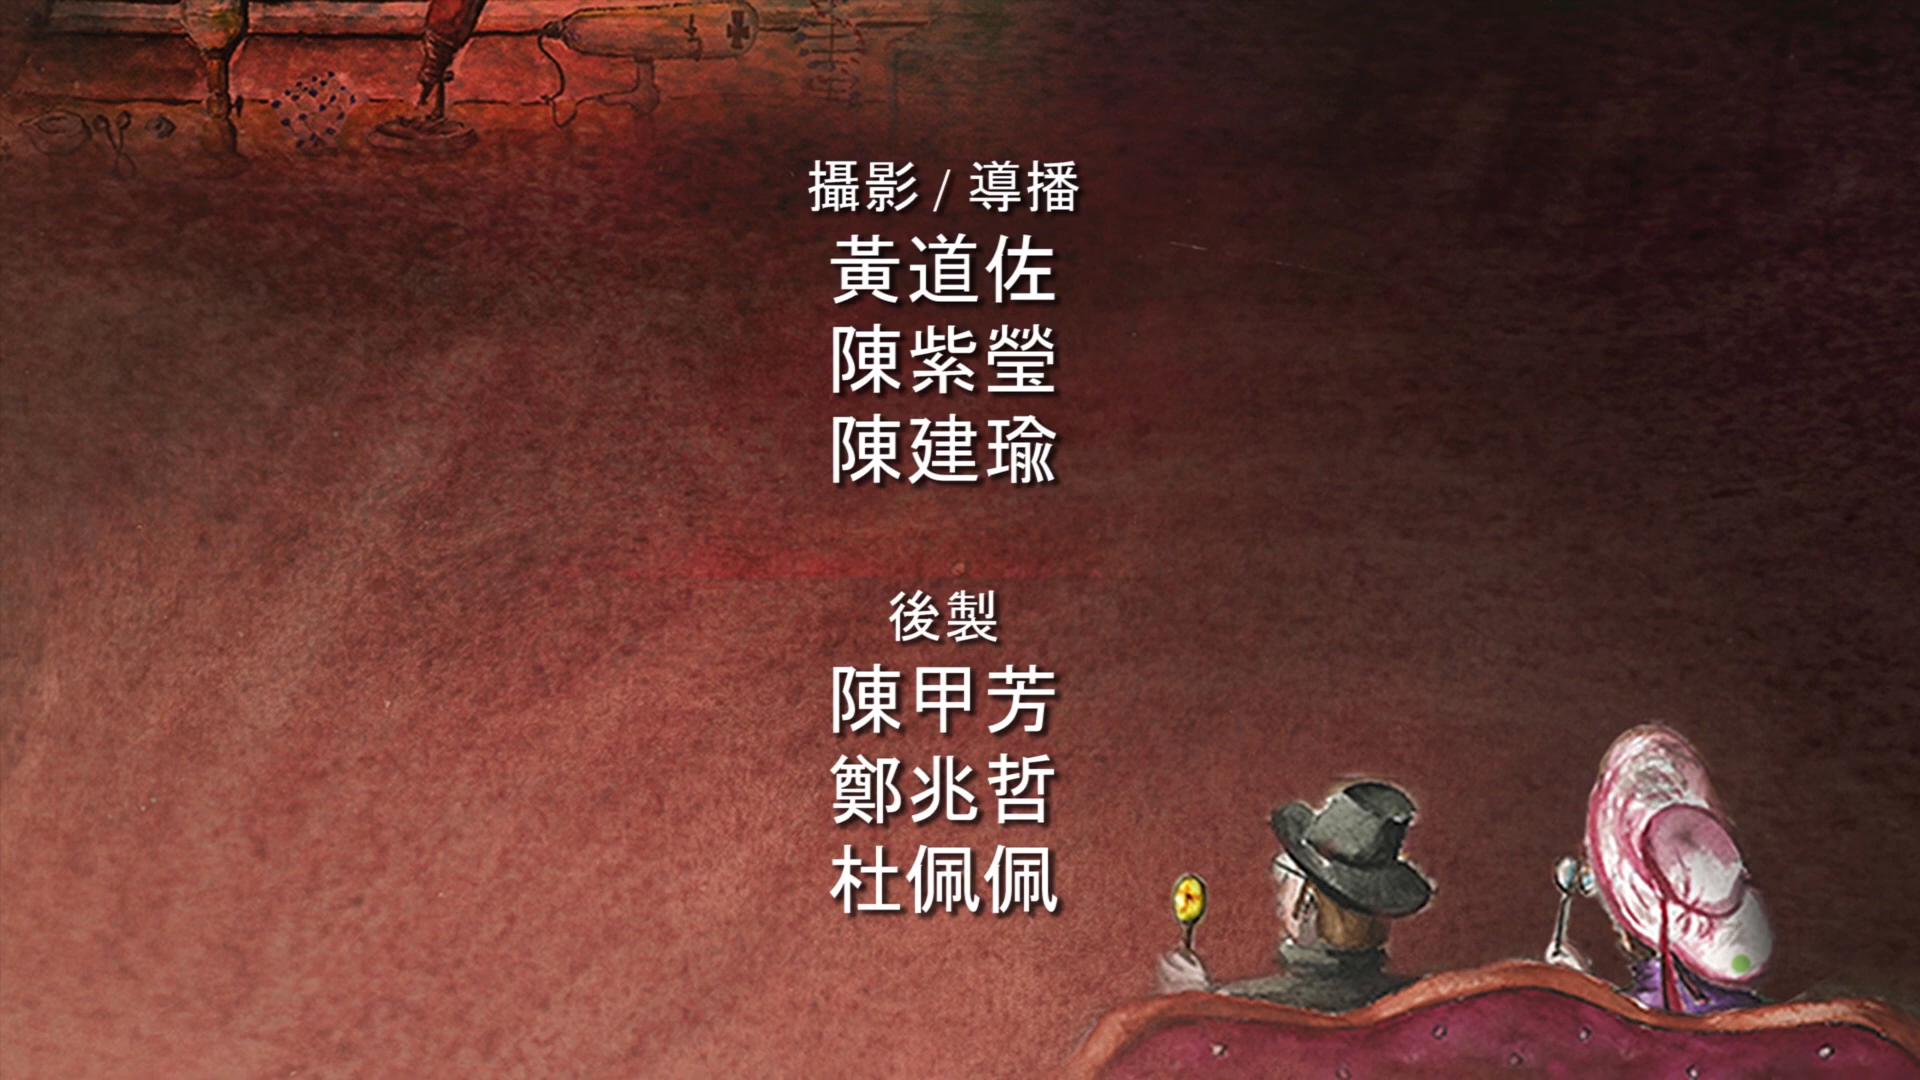 攝影 / 導播
黃道佐
陳紫瑩
陳建瑜
後製
陳甲芳
鄭兆哲
杜佩佩